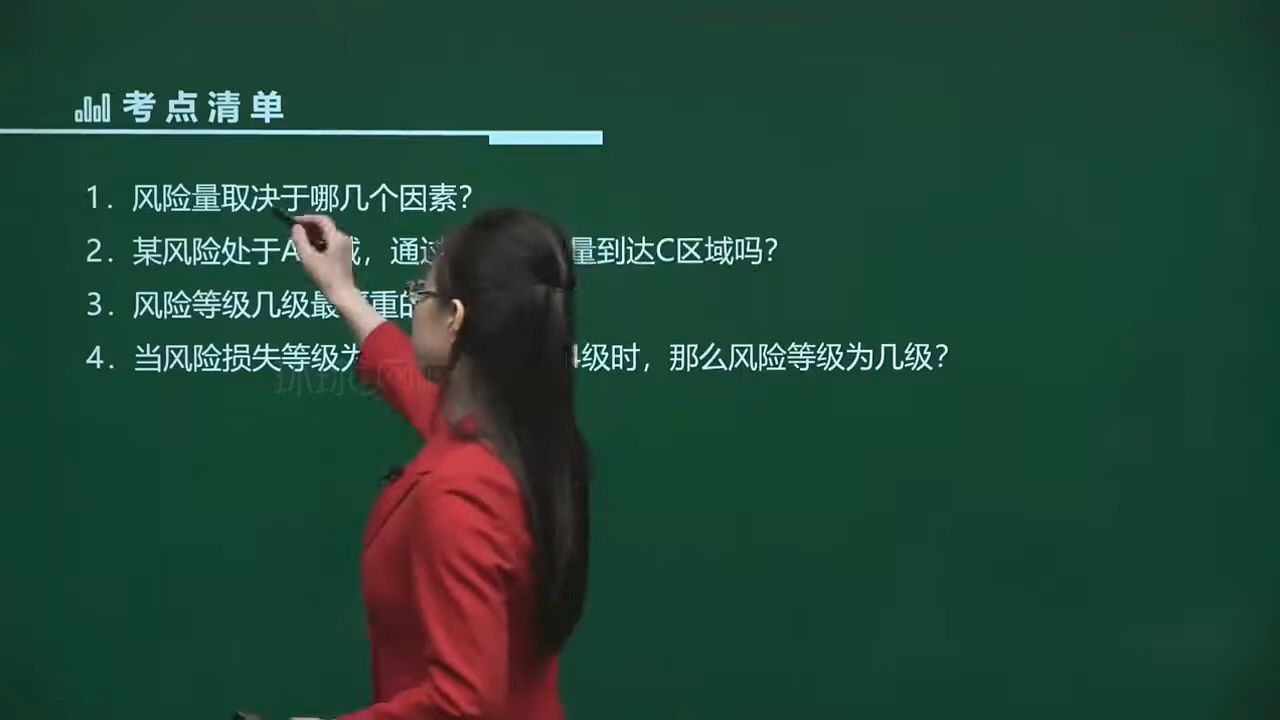 考点清单
1. 风险量取决于哪几个因素？
2. 某风险处于A 域，通过 量到达C区域吗？
3. 风险等级几级最严重的
4. 当风险损失等级为 4级时，那么风险等级为几级？